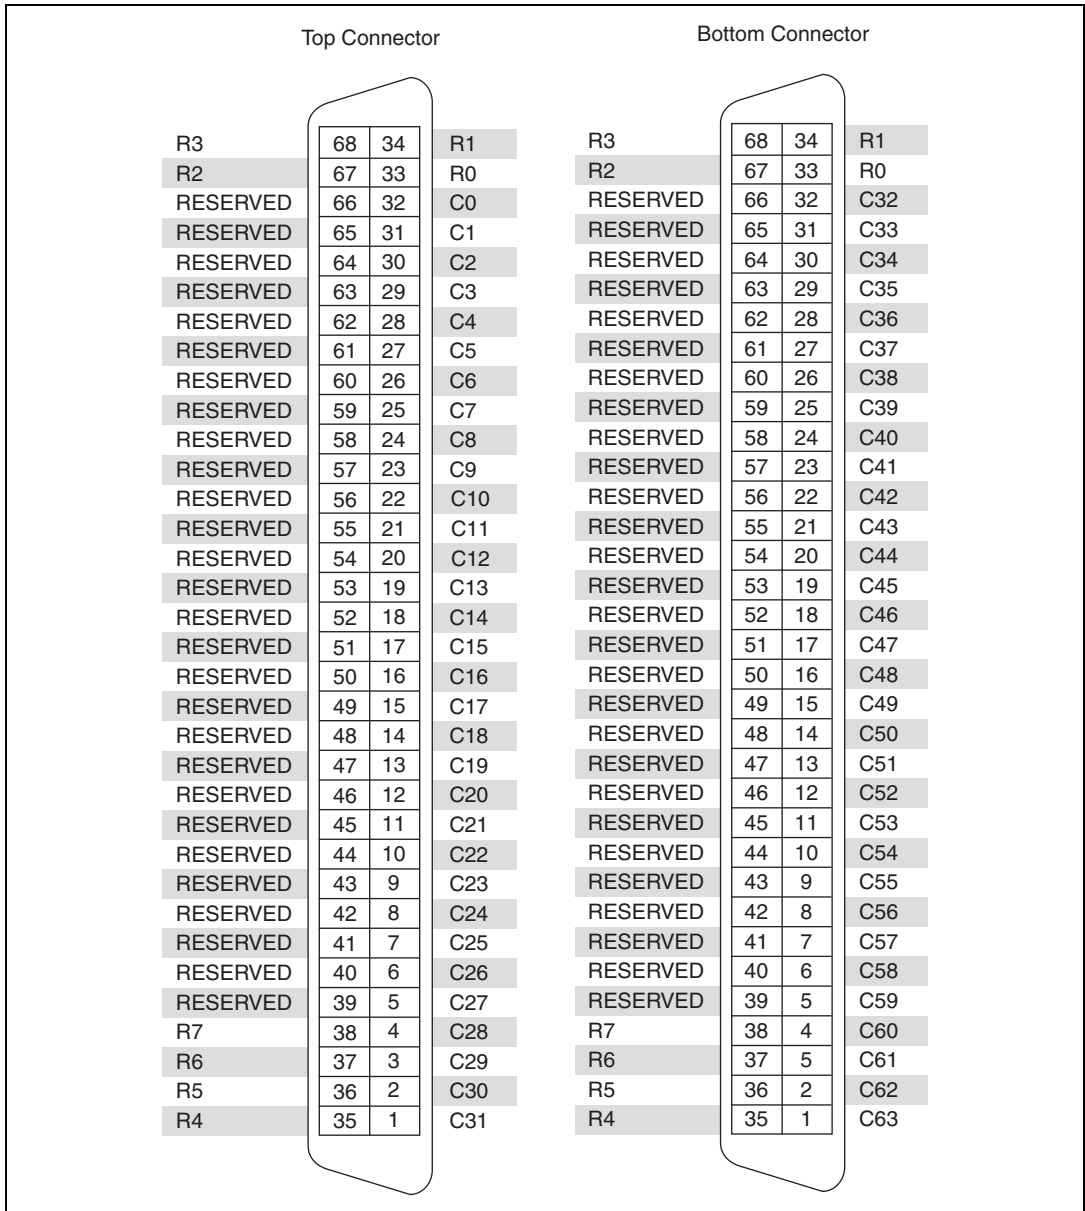 Top Connector
R3 68 34 R1
R2 67 33 R0
RESERVED 66 32 C0
RESERVED 65 31 C1
RESERVED 64 30 C2
RESERVED 63 29 C3
RESERVED 62 28 C4
RESERVED 61 27 C5
RESERVED 60 26 C6
RESERVED 59 25 C7
RESERVED 58 24 C8
RESERVED 57 23 C9
RESERVED 56 22 C10
RESERVED 55 21 C11
RESERVED 54 20 C12
RESERVED 53 19 C13
RESERVED 52 18 C14
RESERVED 51 17 C15
RESERVED 50 16 C16
RESERVED 49 15 C17
RESERVED 48 14 C18
RESERVED 47 13 C19
RESERVED 46 12 C20
RESERVED 45 11 C21
RESERVED 44 10 C22
RESERVED 43 9 C23
RESERVED 42 8 C24
RESERVED 41 7 C25
RESERVED 40 6 C26
RESERVED 39 5 C27
R7 38 4 C28
R6 37 3 C29
R5 36 2 C30
R4 35 1 C31
Bottom Connector
R3 68 34 R1
R2 67 33 R0
RESERVED 66 32 C32
RESERVED 65 31 C33
RESERVED 64 30 C34
RESERVED 63 29 C35
RESERVED 62 28 C36
RESERVED 61 27 C37
RESERVED 60 26 C38
RESERVED 59 25 C39
RESERVED 58 24 C40
RESERVED 57 23 C41
RESERVED 56 22 C42
RESERVED 55 21 C43
RESERVED 54 20 C44
RESERVED 53 19 C45
RESERVED 52 18 C46
RESERVED 51 17 C47
RESERVED 50 16 C48
RESERVED 49 15 C49
RESERVED 48 14 C50
RESERVED 47 13 C51
RESERVED 46 12 C52
RESERVED 45 11 C53
RESERVED 44 10 C54
RESERVED 43 9 C55
RESERVED 42 8 C56
RESERVED 41 7 C57
RESERVED 40 6 C58
RESERVED 39 5 C59
R7 38 4 C60
R6 37 5 C61
R5 36 2 C62
R4 35 1 C63